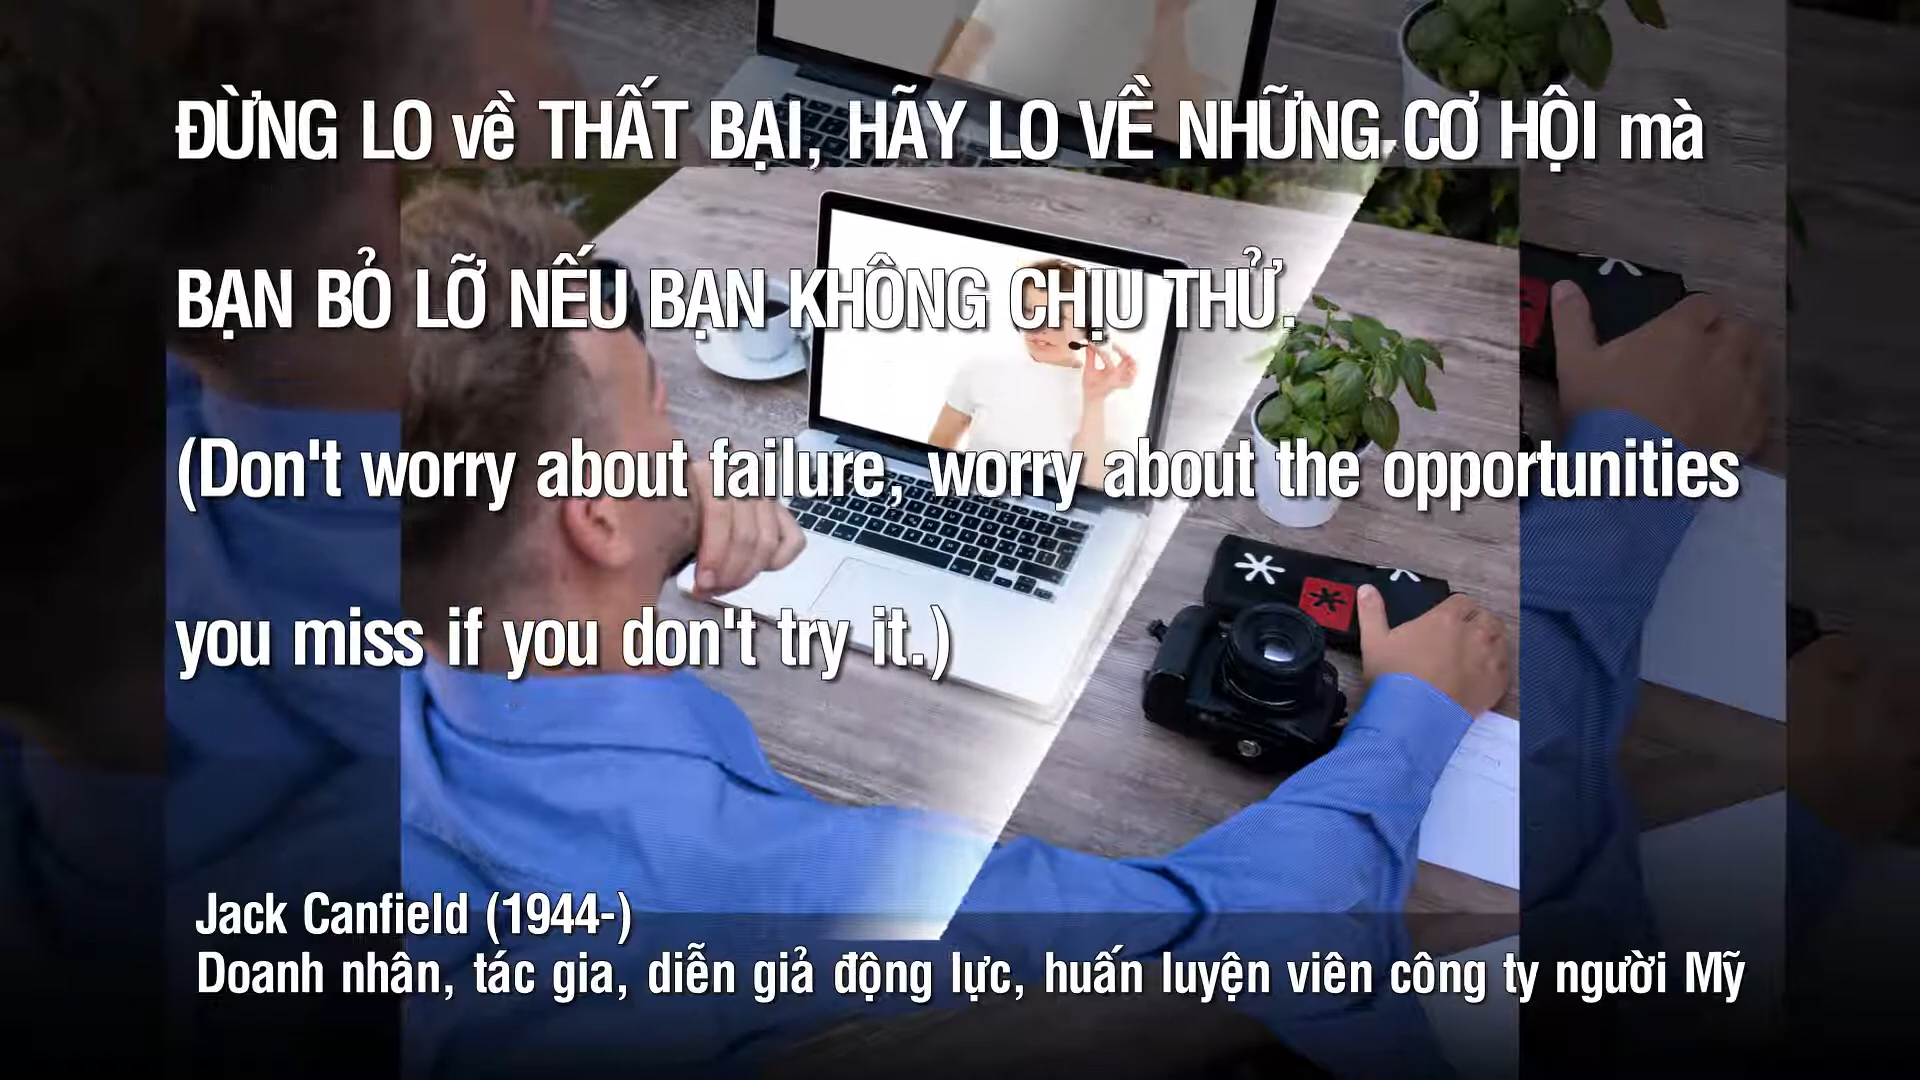 ĐỪNG LO về THẤT BẠI, HÃY LO VỀ NHỮNG CƠ HỘI mà
BẠN BỎ LỠ NẾU BẠN KHÔNG CHỊU THỬ.
(Don't worry about failure, worry about the opportunities
you miss if you don't try it.)
Jack Canfield (1944-)
Doanh nhân, tác gia, diễn giả động lực, huấn luyện viên công ty người Mỹ